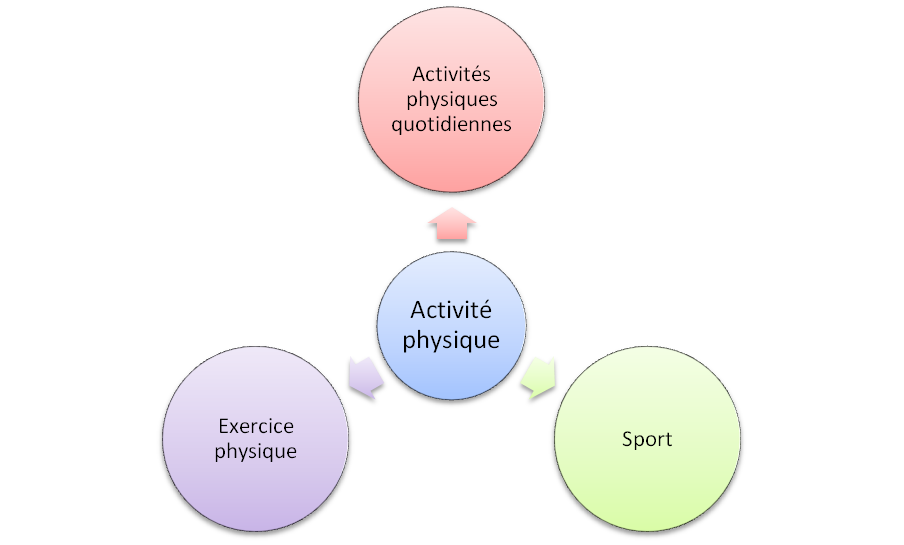 Activités
physiques
quotidiennes
Activité
physique
Exercice
physique
Sport